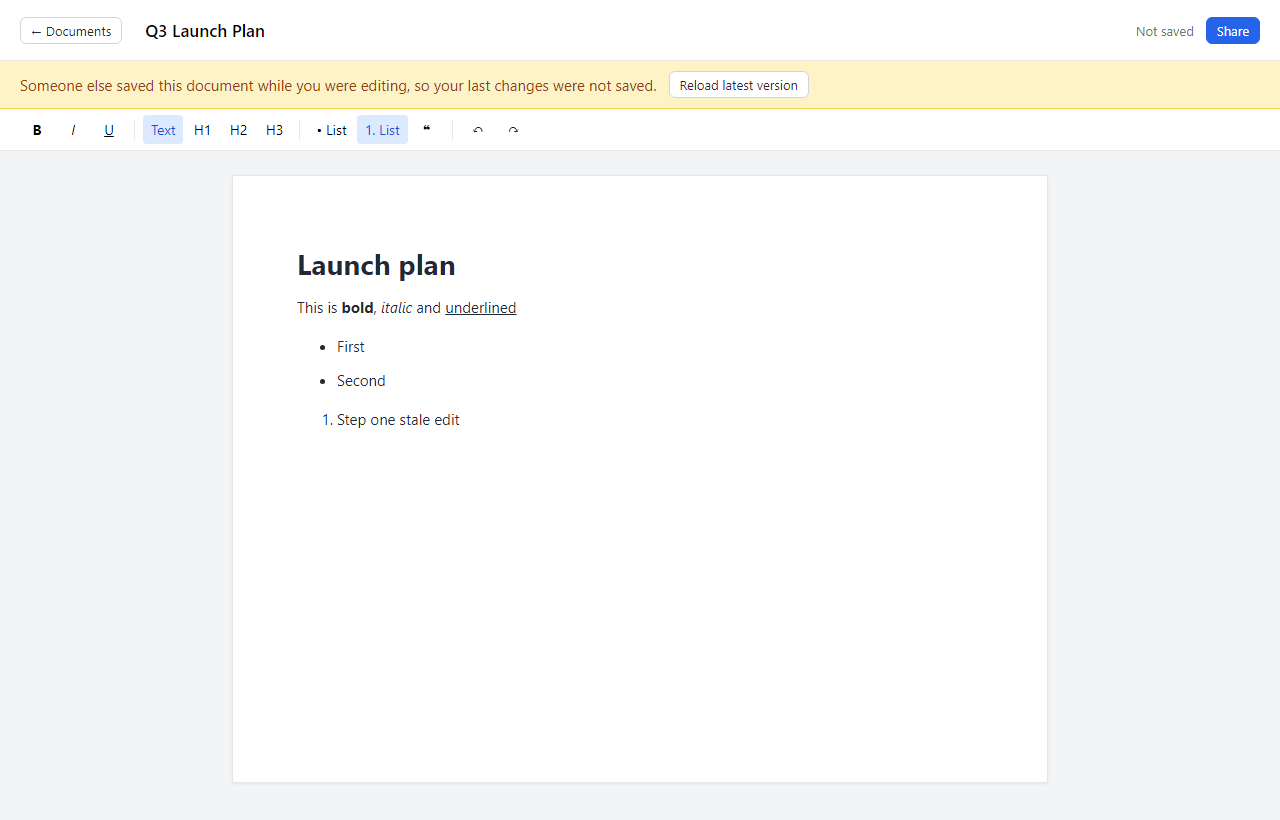 ← Documents Q3 Launch Plan Not saved Share
Someone else saved this document while you were editing, so your last changes were not saved. Reload latest version
B I U Text H1 H2 H3 • List 1. List ❝ ↶ ↷
Launch plan
This is bold, italic and underlined
• First
• Second
1. Step one stale edit